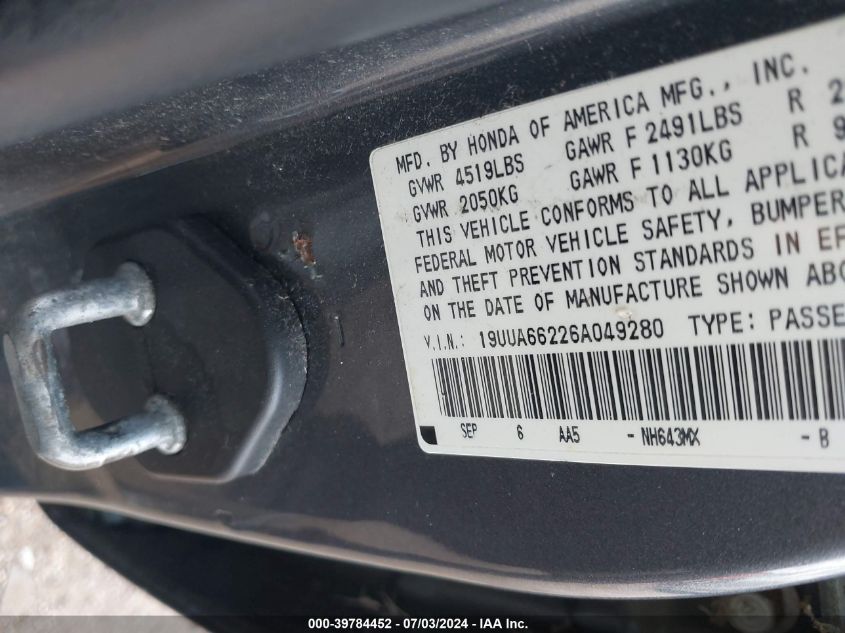 MFD. BY HONDA OF AMERICA MFG., INC.
GVWR 4519LBS GAWR F 2491LBS R 2
GVWR 2050KG GAWR F 1130KG R 9
THIS VEHICLE CONFORMS TO ALL APPLICA
FEDERAL MOTOR VEHICLE SAFETY, BUMPER
AND THEFT PREVENTION STANDARDS IN EF
ON THE DATE OF MANUFACTURE SHOWN ABO
V.I.N.: 19UUA66226A049280 TYPE: PASSE
SEP 6 AA5 -NH643MX -B
000-39784452 - 07/03/2024 - IAA Inc.